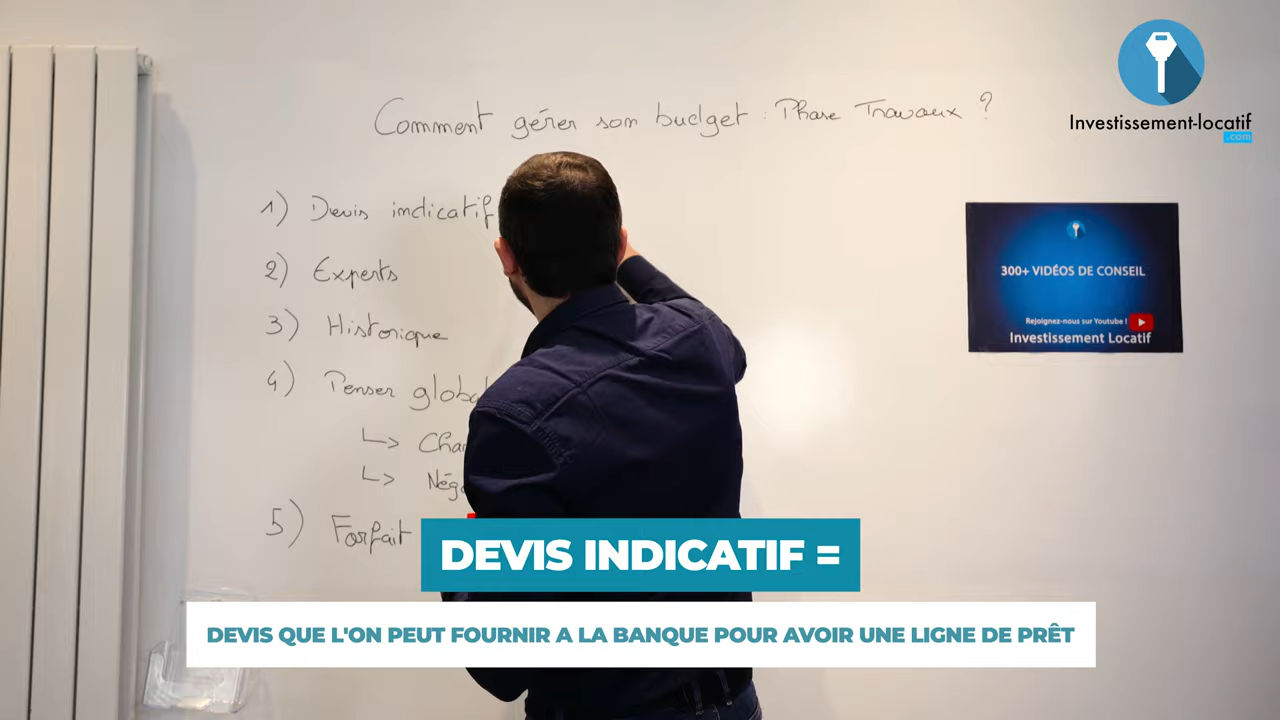 Comment gérer son budget : Phase Travaux ?
Investissement-locatif
.com
1) Devis indicatif
2) Experts
3) Historique
4) Penser
5) Forfait
300+ VIDÉOS DE CONSEIL
Rejoignez-nous sur Youtube !
Investissement Locatif
DEVIS INDICATIF =
DEVIS QUE L'ON PEUT FOURNIR A LA BANQUE POUR AVOIR UNE LIGNE DE PRÊT